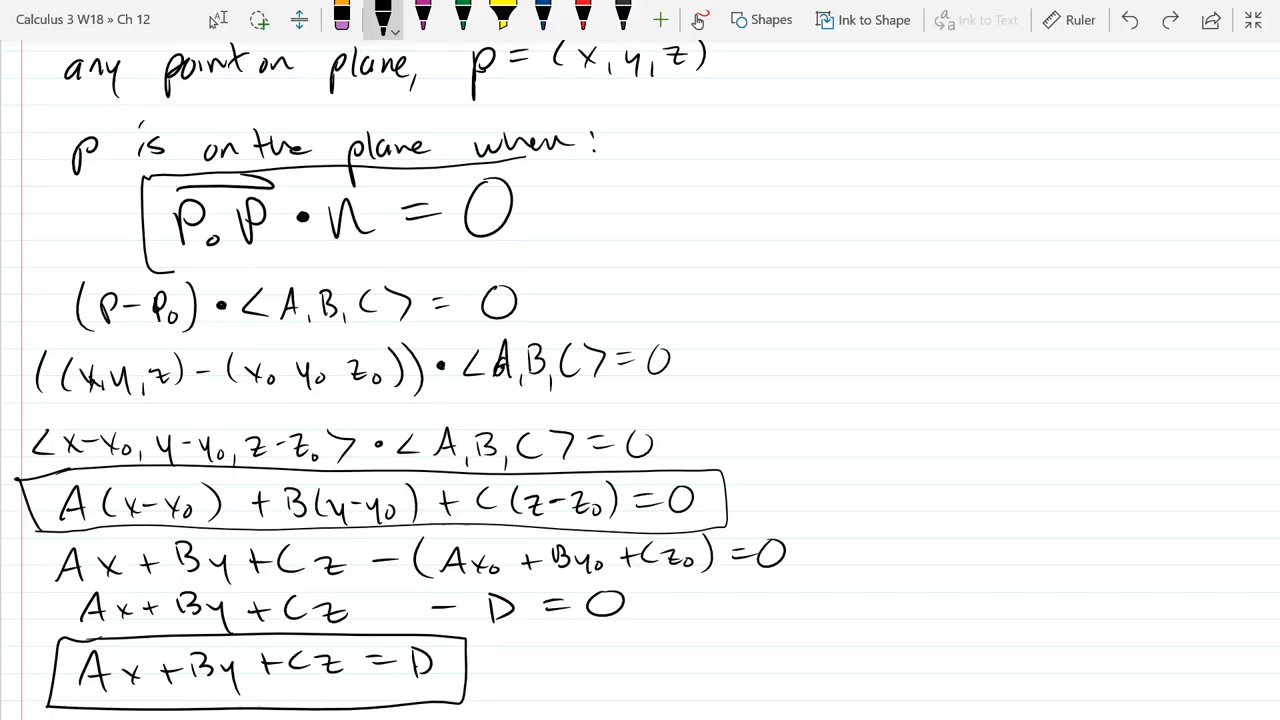 Calculus 3 W18 » Ch 12
Shapes Ink to Shape Ink to Text Ruler
any point on plane, p = (x, y, z)
p is on the plane when:
P₀P • n = 0
(p - p₀) • <A, B, C> = 0
((x, y, z) - (x₀ y₀ z₀)) • <A, B, C> = 0
<x-x₀, y-y₀, z-z₀> • <A, B, C> = 0
A(x-x₀) + B(y-y₀) + C(z-z₀) = 0
Ax + By + Cz - (Ax₀ + By₀ + Cz₀) = 0
Ax + By + Cz - D = 0
Ax + By + Cz = D